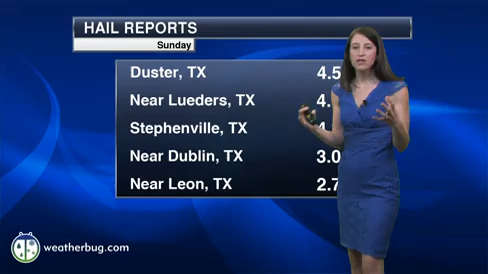 HAIL REPORTS
Sunday
Duster, TX 4.5
Near Lueders, TX 4.
Stephenville, TX
Near Dublin, TX 3.0
Near Leon, TX 2.7
weatherbug.com